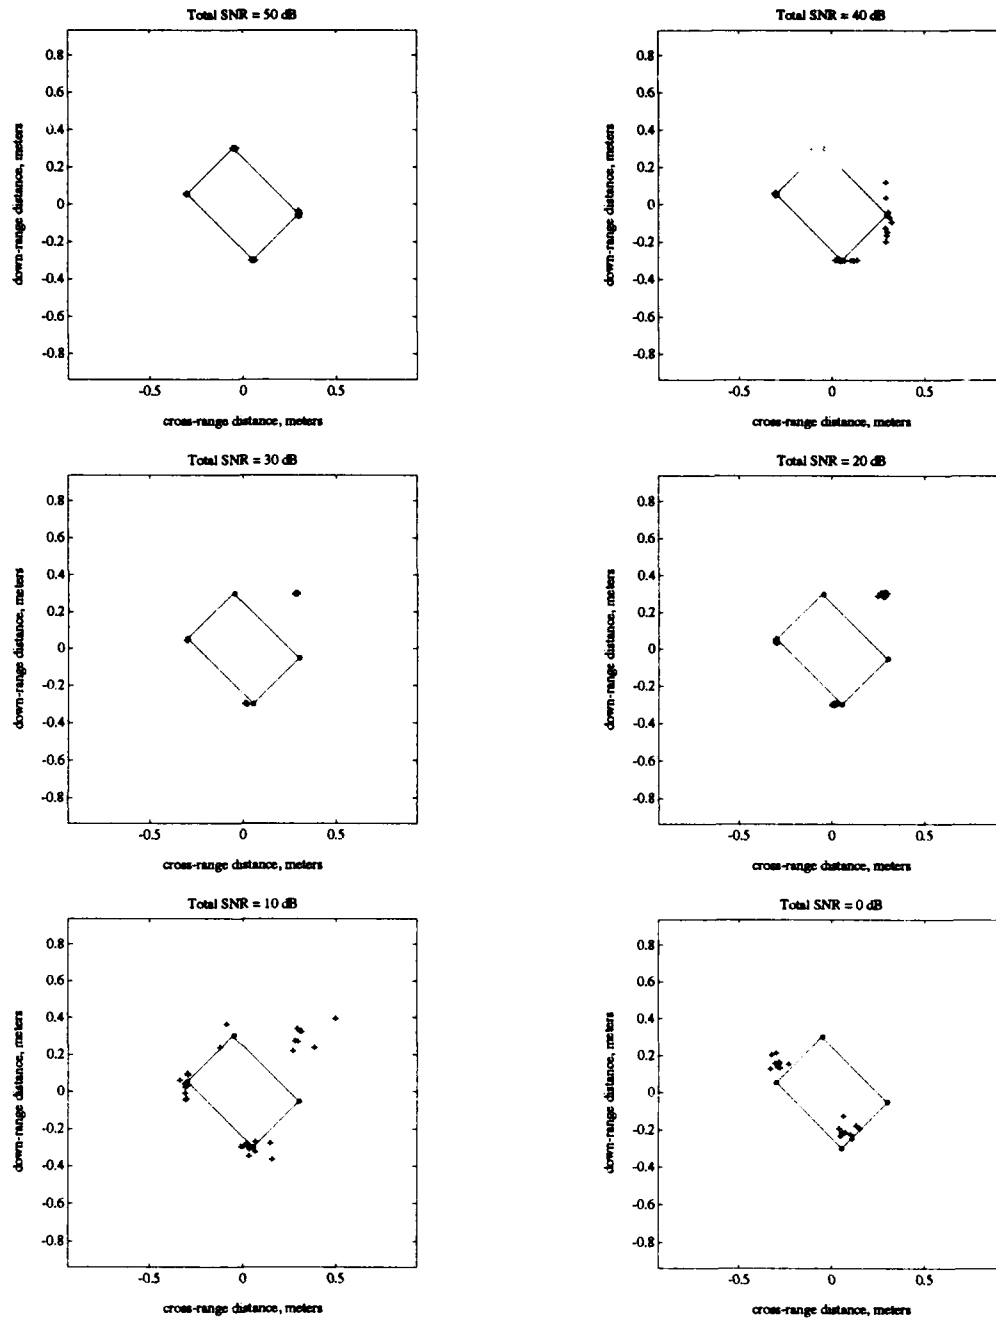 Total SNR = 50 dB
0.8
0.6
0.4
0.2
0
-0.2
-0.4
-0.6
-0.8
down-range distance, meters
-0.5 0 0.5
cross-range distance, meters
Total SNR = 40 dB
0.8
0.6
0.4
0.2
0
-0.2
-0.4
-0.6
-0.8
down-range distance, meters
-0.5 0 0.5
cross-range distance, meters
Total SNR = 30 dB
0.8
0.6
0.4
0.2
0
-0.2
-0.4
-0.6
-0.8
down-range distance, meters
-0.5 0 0.5
cross-range distance, meters
Total SNR = 20 dB
0.8
0.6
0.4
0.2
0
-0.2
-0.4
-0.6
-0.8
down-range distance, meters
-0.5 0 0.5
cross-range distance, meters
Total SNR = 10 dB
0.8
0.6
0.4
0.2
0
-0.2
-0.4
-0.6
-0.8
down-range distance, meters
-0.5 0 0.5
cross-range distance, meters
Total SNR = 0 dB
0.8
0.6
0.4
0.2
0
-0.2
-0.4
-0.6
-0.8
down-range distance, meters
-0.5 0 0.5
cross-range distance, meters